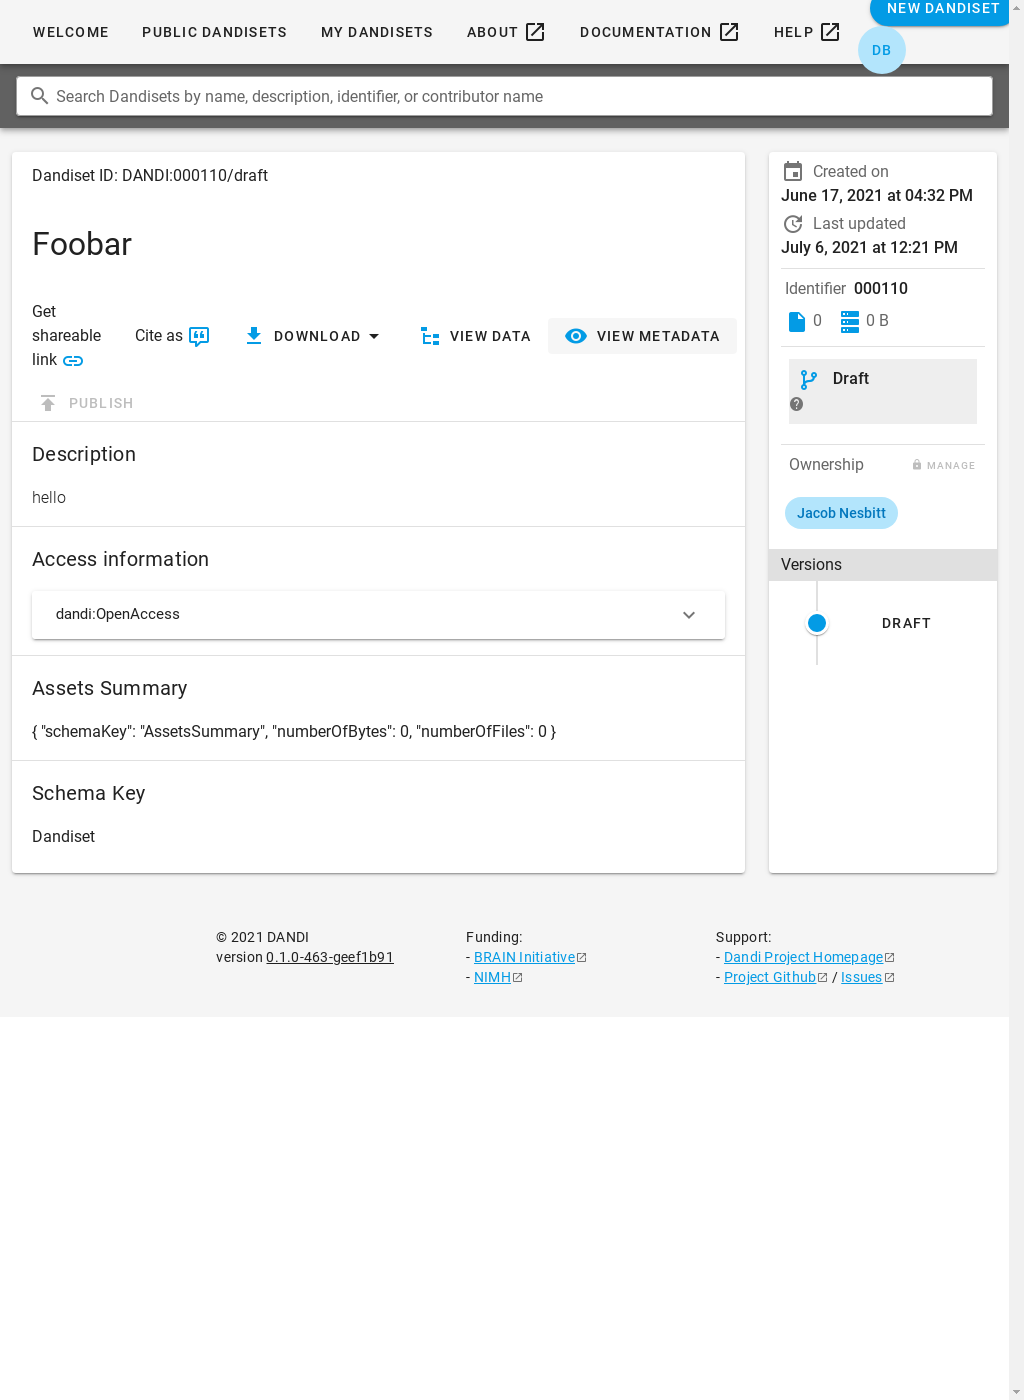 NEW DANDISET
WELCOME PUBLIC DANDISETS MY DANDISETS ABOUT DOCUMENTATION HELP
DB
Search Dandisets by name, description, identifier, or contributor name
Dandiset ID: DANDI:000110/draft
Foobar
Get
shareable
link
Cite as
DOWNLOAD
VIEW DATA
VIEW METADATA
PUBLISH
Description
hello
Access information
dandi:OpenAccess
Assets Summary
{ "schemaKey": "AssetsSummary", "numberOfBytes": 0, "numberOfFiles": 0 }
Schema Key
Dandiset
Created on
June 17, 2021 at 04:32 PM
Last updated
July 6, 2021 at 12:21 PM
Identifier 000110
0 0 B
Draft
Ownership MANAGE
Jacob Nesbitt
Versions
DRAFT
© 2021 DANDI
version 0.1.0-463-geef1b91
Funding:
- BRAIN Initiative
- NIMH
Support:
- Dandi Project Homepage
- Project Github / Issues